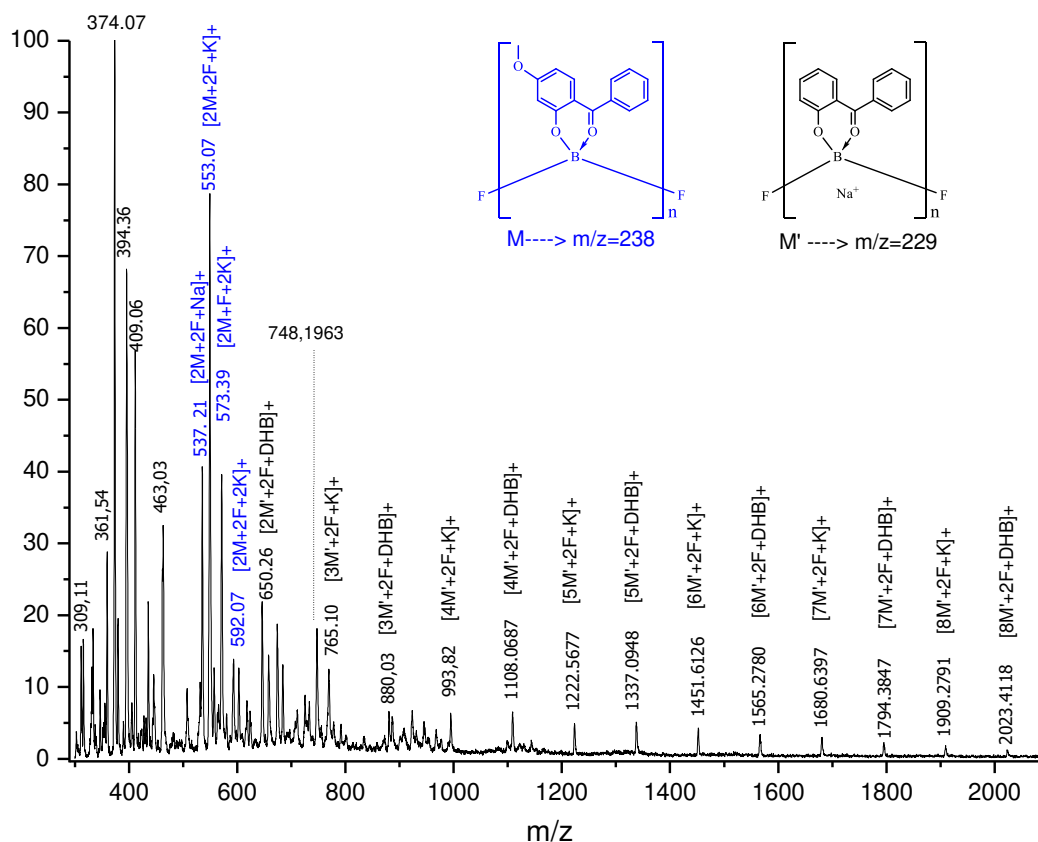 374.07
394.36
409.06
361,54
309,11
463,03
537. 21 [2M+2F+Na]+
553.07 [2M+2F+K]+
573.39 [2M+F+2K]+
592.07 [2M+2F+2K]+
650.26 [2M'+2F+DHB]+
748,1963
765.10 [3M'+2F+K]+
880,03 [3M'+2F+DHB]+
993,82 [4M'+2F+K]+
1108.0687 [4M'+2F+DHB]+
1222.5677 [5M'+2F+K]+
1337.0948 [5M'+2F+DHB]+
1451.6126 [6M'+2F+K]+
1565.2780 [6M'+2F+DHB]+
1680.6397 [7M'+2F+K]+
1794.3847 [7M'+2F+DHB]+
1909.2791 [8M'+2F+K]+
2023.4118 [8M'+2F+DHB]+
O
O
O
B
F
F
n
M----> m/z=238
O
O
B
F
Na+
F
n
M' ----> m/z=229
100
90
80
70
60
50
40
30
20
10
0
400 600 800 1000 1200 1400 1600 1800 2000
m/z